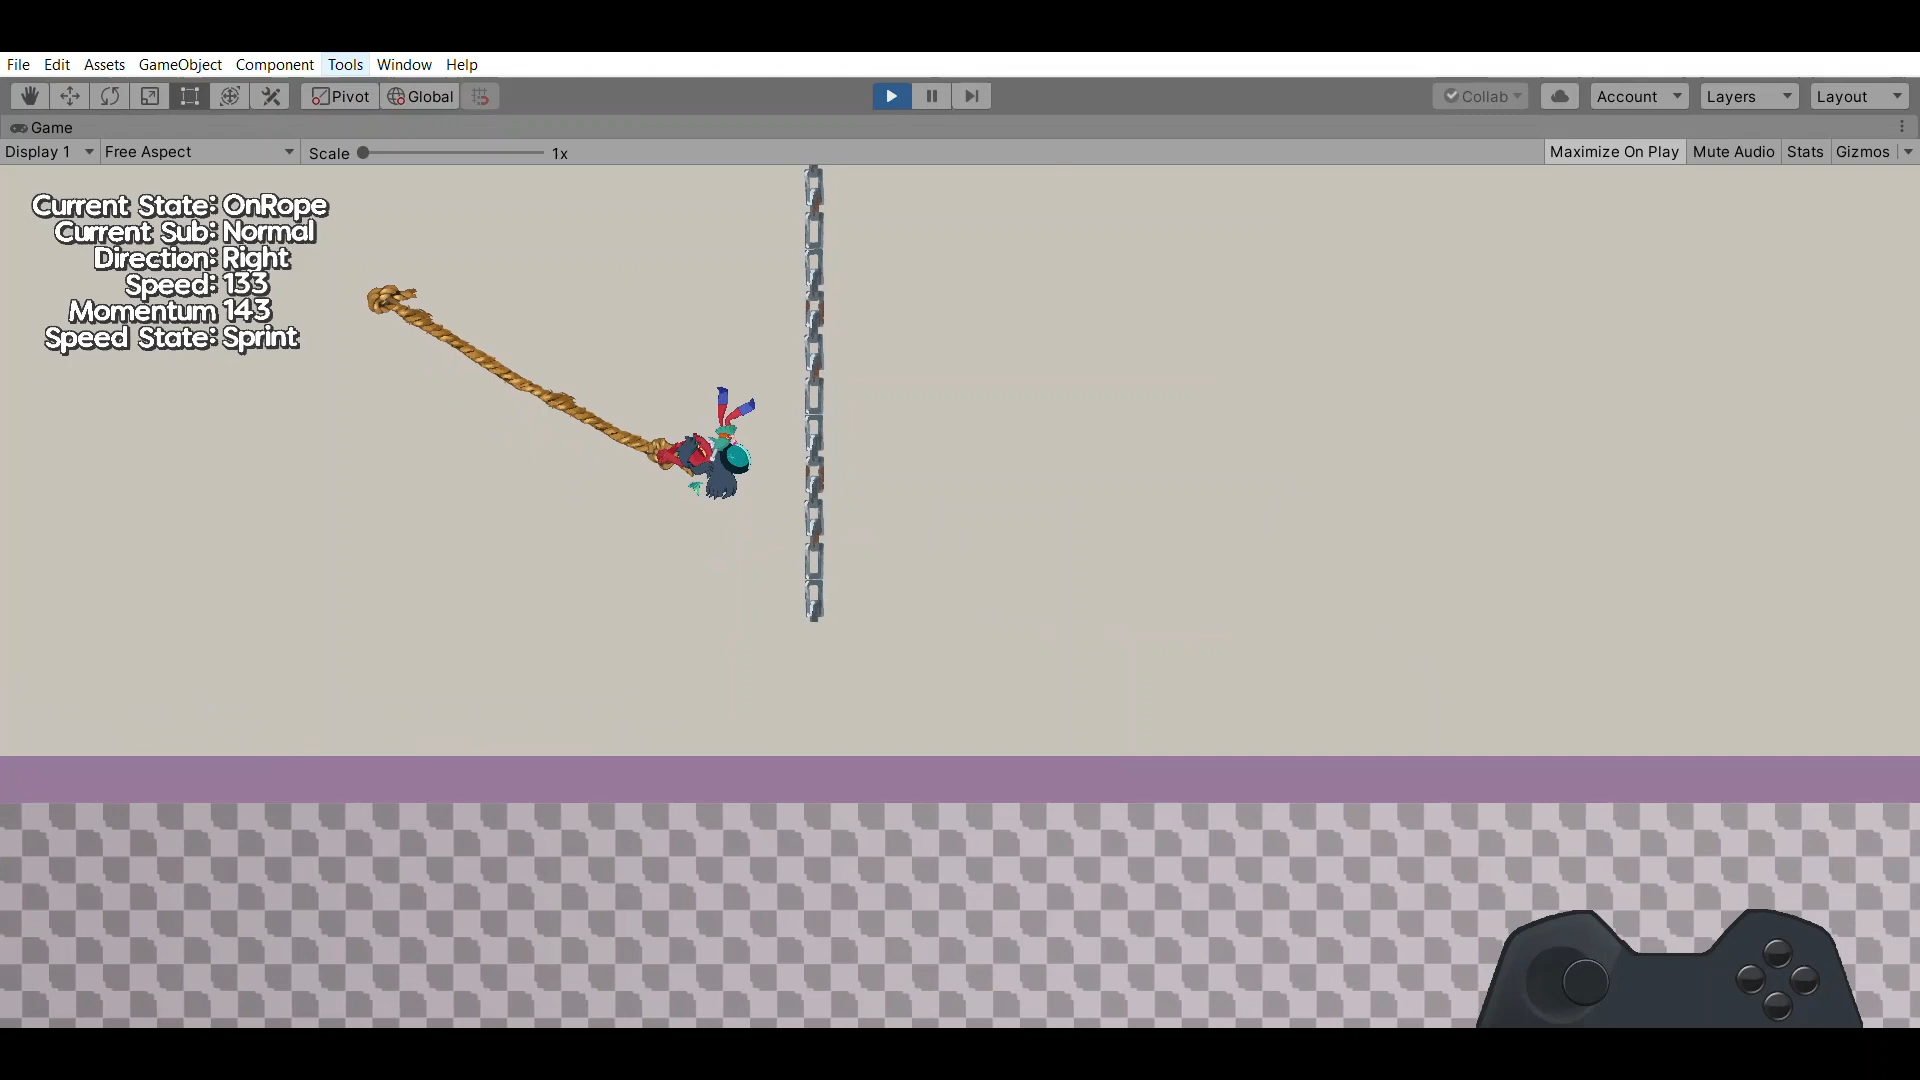 File Edit Assets GameObject Component Tools Window Help
Pivot Global Collab Account Layers Layout
Game
Display 1 Free Aspect Scale 1x Maximize On Play Mute Audio Stats Gizmos
Current State: OnRope
Current Sub: Normal
Direction: Right
Speed: 133
Momentum 143
Speed State: Sprint